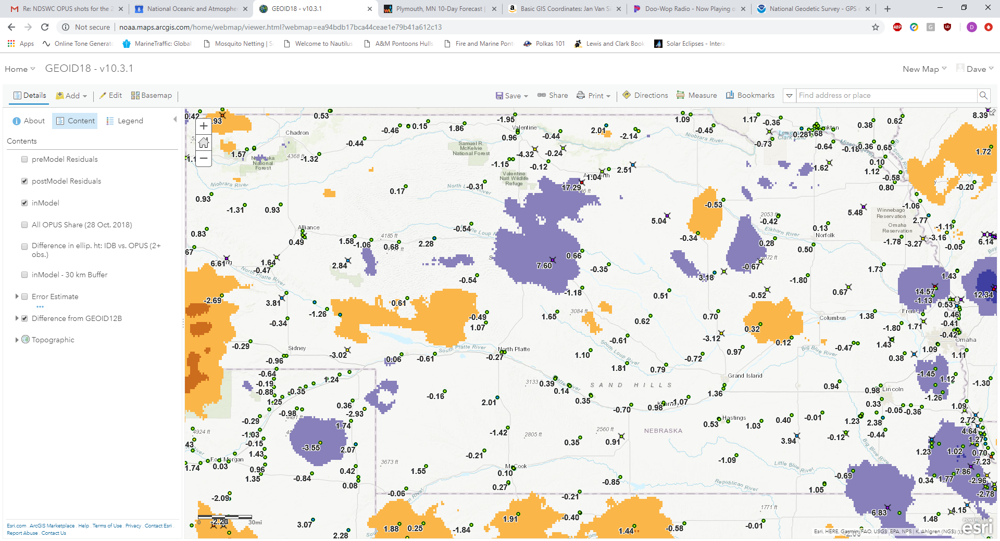 Re: NDSWC OPUS shots for the 2
National Oceanic and Atmospher
GEOID18 - v10.3.1
Plymouth, MN 10-Day Forecast |
Basic GIS Coordinates: Jan Van Si
Doo-Wop Radio - Now Playing o
National Geodetic Survey - GPS c
Not secure | noaa.maps.arcgis.com/home/webmap/viewer.html?webmap=ea94bdb17bca44ceae1e79b41a612c13
Apps
Online Tone Generato
MarineTraffic: Global
Mosquito Netting | S
Welcome to Nautilus
A&M Pontoons Hulls
Fire and Marine Pont
Polkas 101
Lewis and Clark Book
Solar Eclipses - Intera
Home
GEOID18 - v10.3.1
New Map
Dave
Details
Add
Edit
Basemap
Save
Share
Print
Directions
Measure
Bookmarks
Find address or place
About
Content
Legend
Contents
preModel Residuals
postModel Residuals
inModel
All OPUS Share (28 Oct. 2018)
Difference in ellip. ht: IDB vs. OPUS (2+
obs.)
inModel - 30 km Buffer
Error Estimate
Difference from GEOID12B
Topographic
Esri.com . ArcGIS Marketplace . Help . Terms of Use . Privacy . Contact Esri .
Report Abuse . Contact Us
0.53
-1.95
1.09
1.17
-0.36
0.38
0.62
8.39
-0.46
0.15
1.86
Valentine
0.96
-0.44
2.01
-2.14
-0.45
Niobrara River
-0.73
0.28
-0.64
0.65
1.72
Chadron
-0.44
1.57
4368 ft
-1.32
Samuel R.
McKelvie
National Forest
-4.32
-0.24
-1.15
-0.12
Valentine
Natl Wildlife
Refuge
1.04
2.51
17.29
1.62
0.10
1.12
-0.58
0.80
-0.20
Niobrara River
0.17
-0.31
0.93
-1.31
0.93
-0.53
-1.06
5.48
Winnebago
Reservation
Omaha
Reservation
2.77
-1.11
5.04
2053 ft
-0.42
Elkhorn River
0.13
Norfolk
0.83
Alliance
0.49
-0.54
4185 ft
1.58
-1.06
0.68
2.28
-0.34
0.28
0.50
-1.78
-3.27
-3.16
-0.05
6.14
6.61
1.64
-0.47
North Platte River
2.84
7.60
0.66
-0.35
-0.67
3.18
1.73
1.43
-0.54
-1.80
-2.69
3.81
0.61
-1.18
0.51
-0.52
0.67
14.57
-1.13
12.34
-1.26
-0.34
-0.49
1.07
1.65
3084 ft
0.62
0.70
0.32
Columbus
1.38
0.53
0.46
-0.41
-0.42
-1.80
1.71
Omaha
-0.29
Sidney
-3.02
South Platte River
North Platte
-0.27
-0.61
South Loup River
-3.12
0.12
Big Blue River
-0.47
1.43
1.09
-0.96
0.06
-0.61
1.10
1.81
0.79
-0.72
0.97
0.38
1.11
-0.64
-0.19
-0.88
-0.35
1.24
1.25
3133
0.39
0.14
0.35
SAND HILLS
Grand Island
1.36
0.94
0.98
Lincoln
-1.45
1.12
-1.26
-1.30
-0.98
0.36
-2.93
-0.16
2.01
-0.70
0.98
-1.07
0.33
-0.05
-0.36
1.09
-0.29
1.74
Hastings
0.53
1.03
0.40
-0.01
1.23
2.38
2.72
4924 ft
-1.03
-0.15
1.43
-3.55
2.07
-1.42
2805 ft
2560 ft
0.91
0.35
NEBRASKA
3.94
-0.12
-0.44
4.64
1.27
1.23
1.02
0.70
-7.23
Fort Morgan
0.03
1.74
0.96
1.35
-0.84
0.42
0.08
3673 ft
1.55
-0.21
McCook
0.10
0.27
-1.09
Little Blue River
-0.85
Republican River
-0.69
1.05
0.34
1.77
7.86
-2.96
-2.78
-2.09
-0.06
-0.21
1771 ft
6.83
1.48
-4.15
0
30mi
3.07
2.28
1.88
0.25
-1.84
1.91
-0.40
1.44
-0.58
-0.01
Esri, HERE, Garmin, FAO, USGS, EPA, NPS | K. Ahlgren (NGS)
POWERED BY
esri